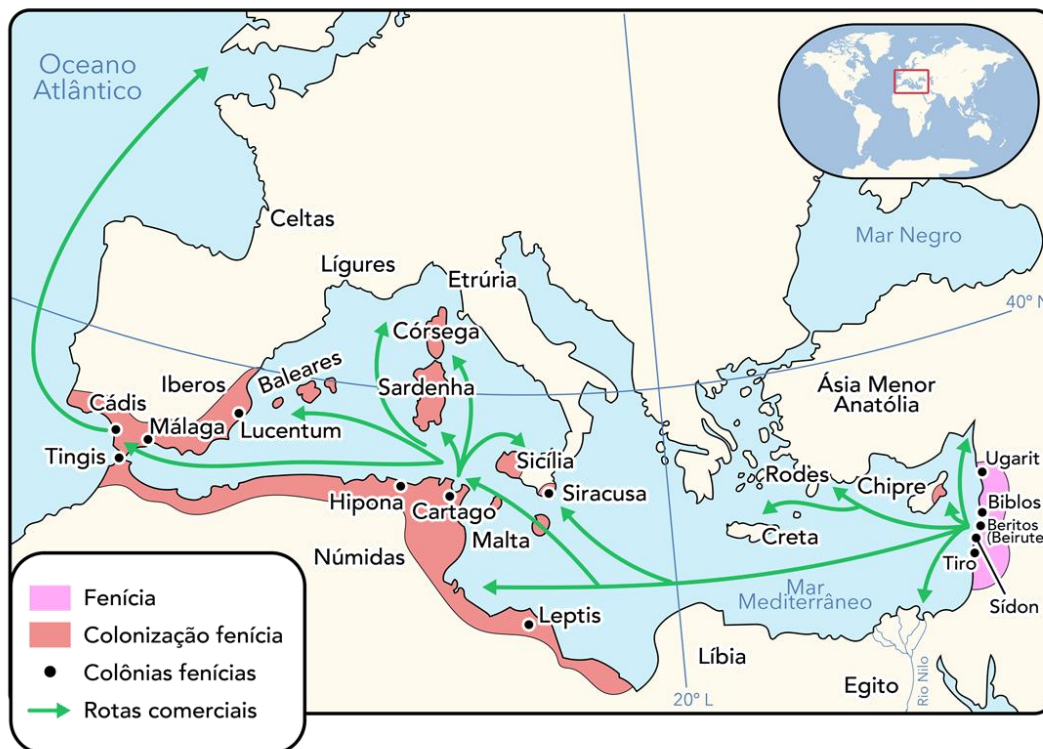 Oceano
Atlântico
Celtas
Lígures
Etrúria
Mar Negro
40º N
Córsega
Baleares
Iberos
Sardenha
Ásia Menor
Anatólia
Cádis
Málaga
Lucentum
Tingis
Sicília
Siracusa
Rodes
Chipre
Ugarit
Biblos
Beritos
(Beirute
Hipona
Cartago
Malta
Creta
Tiro
Sídon
Númidas
Mar
Mediterrâneo
Leptis
Líbia
20º L
Egito
Rio Nilo
Fenícia
Colonização fenícia
Colônias fenícias
Rotas comerciais